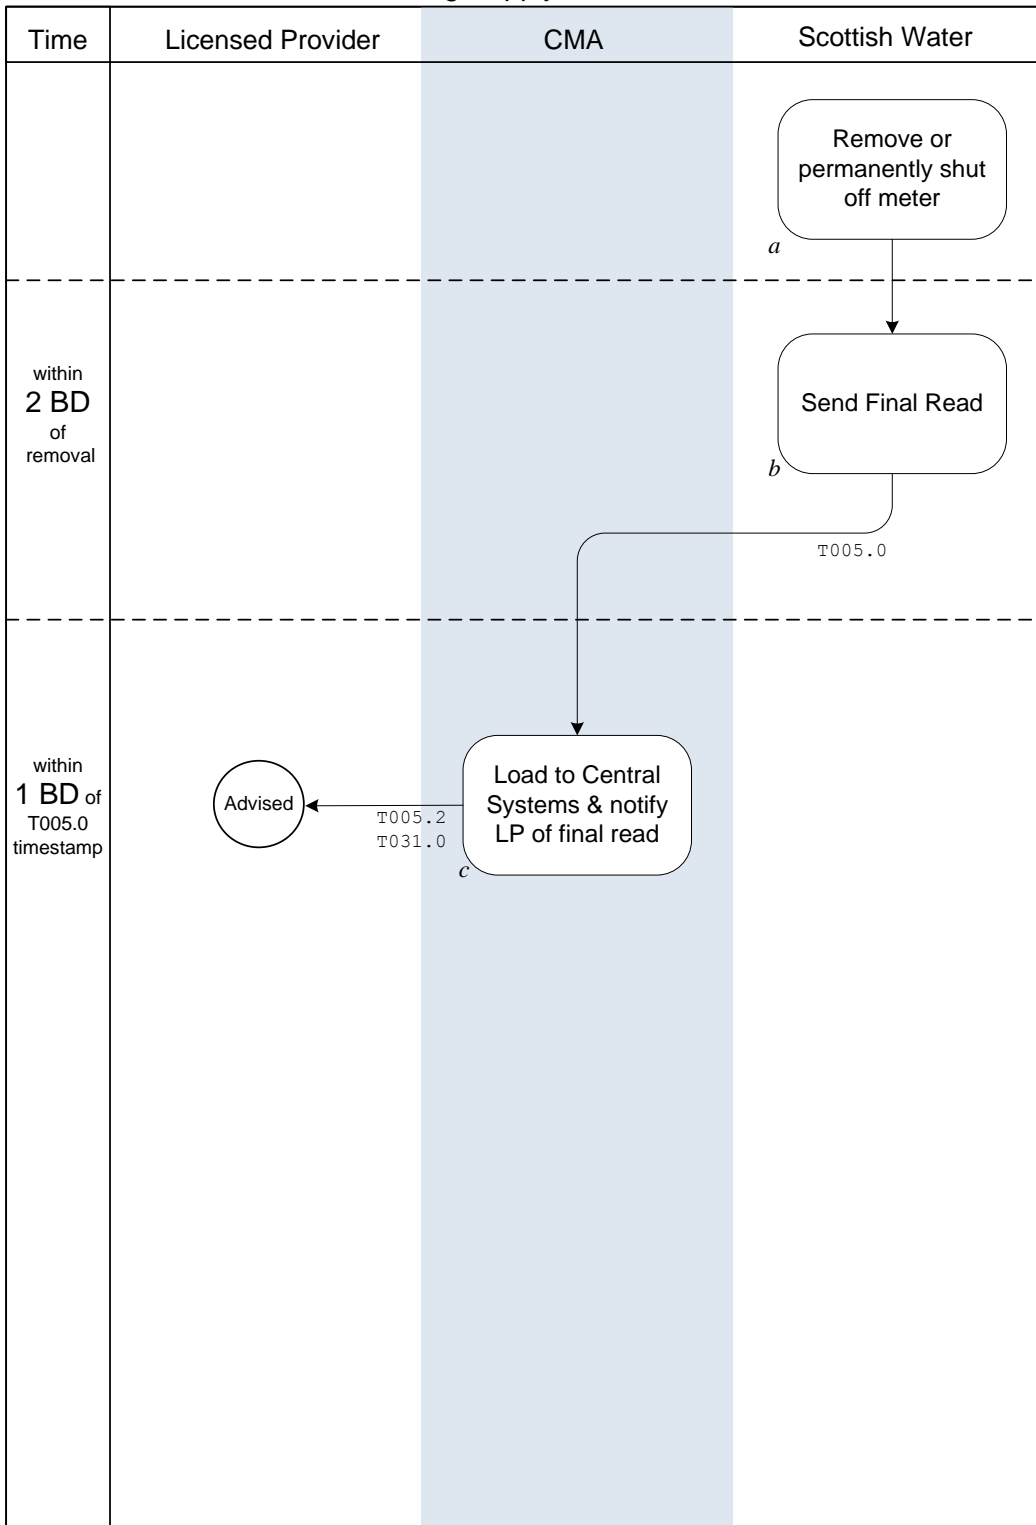 Time
Licensed Provider
CMA
Scottish Water
Remove or
permanently shut
off meter
a
within
2 BD
of
removal
Send Final Read
b
T005.0
within
1 BD of
T005.0
timestamp
Advised
T005.2
T031.0
Load to Central
Systems & notify
LP of final read
c